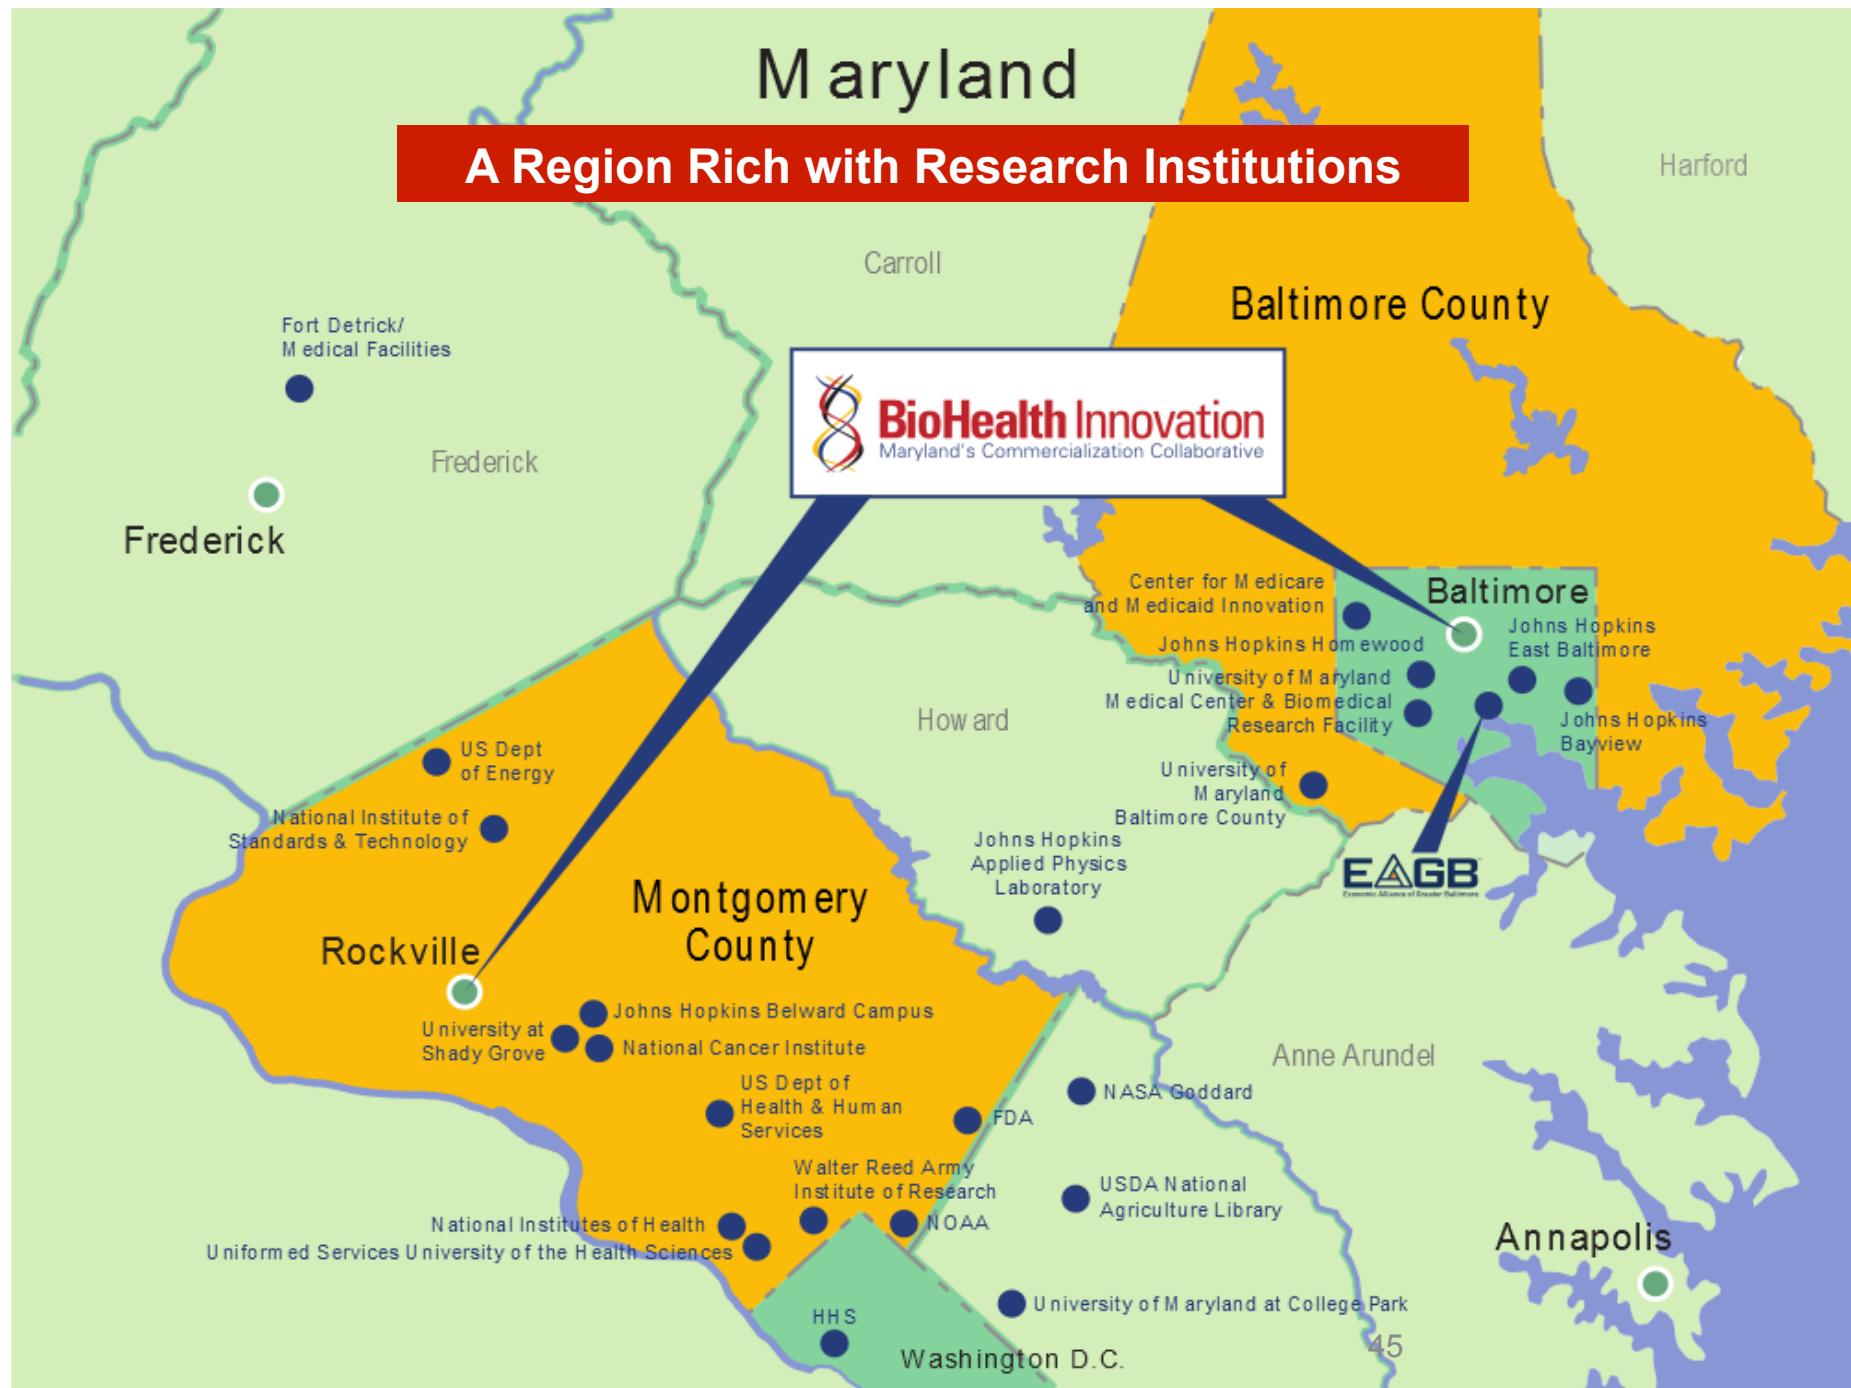 Maryland
A Region Rich with Research Institutions
Harford
Carroll
Baltimore County
Fort Detrick/
Medical Facilities
BioHealth Innovation
Maryland's Commercialization Collaborative
Frederick
Frederick
Center for Medicare
and Medicaid Innovation
Baltimore
Johns Hopkins
East Baltimore
Johns Hopkins Homewood
University of Maryland
Medical Center & Biomedical
Research Facility
Johns Hopkins
Bayview
Howard
US Dept
of Energy
University of
Maryland
Baltimore County
National Institute of
Standards & Technology
Johns Hopkins
Applied Physics
Laboratory
EAGB
Economic Alliance of Greater Baltimore
Montgomery
County
Rockville
Johns Hopkins Belward Campus
University at
Shady Grove
National Cancer Institute
Anne Arundel
US Dept of
Health & Human
Services
NASA Goddard
FDA
Walter Reed Army
Institute of Research
USDA National
Agriculture Library
National Institutes of Health
NOAA
Uniformed Services University of the Health Sciences
Annapolis
University of Maryland at College Park
HHS
45
Washington D.C.